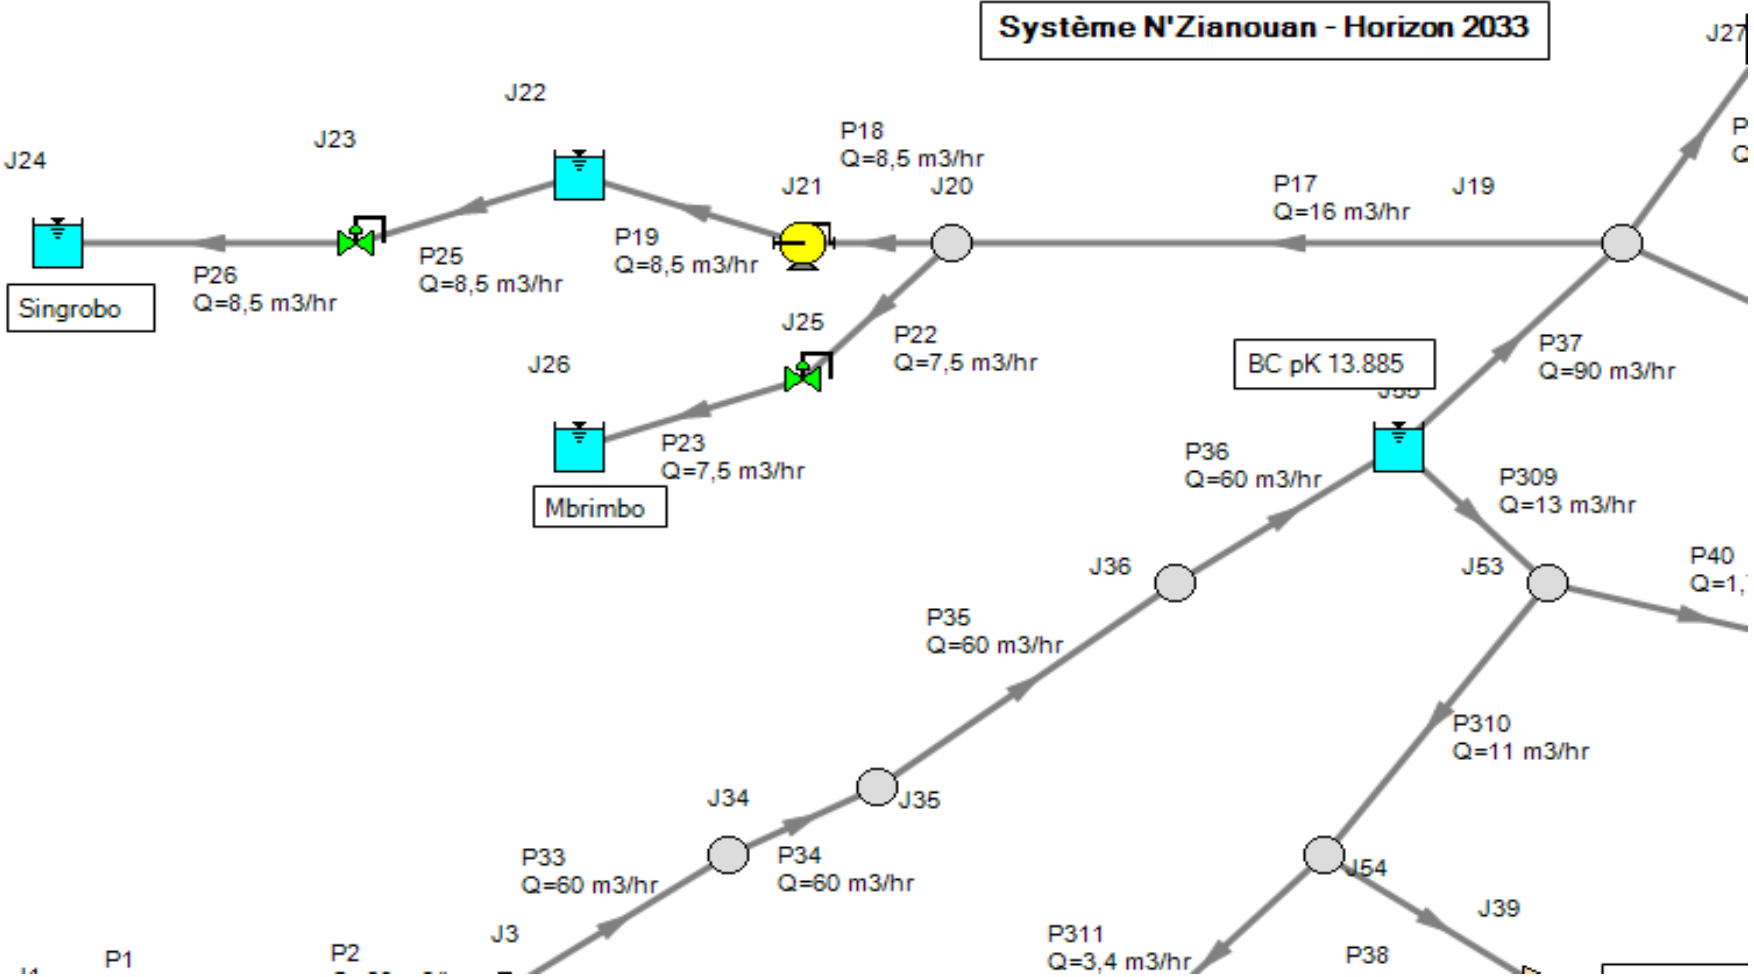 Système N'Zianouan - Horizon 2033
J27
J22
J23
J24
P18
Q=8,5 m3/hr
J21
J20
P17
Q=16 m3/hr
J19
P19
Q=8,5 m3/hr
P25
Q=8,5 m3/hr
P26
Q=8,5 m3/hr
Singrobo
J25
P22
Q=7,5 m3/hr
J26
P23
Q=7,5 m3/hr
Mbrimbo
BC pK 13.885
J55
P37
Q=90 m3/hr
P36
Q=60 m3/hr
P309
Q=13 m3/hr
J36
J53
P40
Q=1,
P35
Q=60 m3/hr
P310
Q=11 m3/hr
J34
J35
P33
Q=60 m3/hr
P34
Q=60 m3/hr
J54
J39
J3
P311
Q=3,4 m3/hr
P38
P1
P2